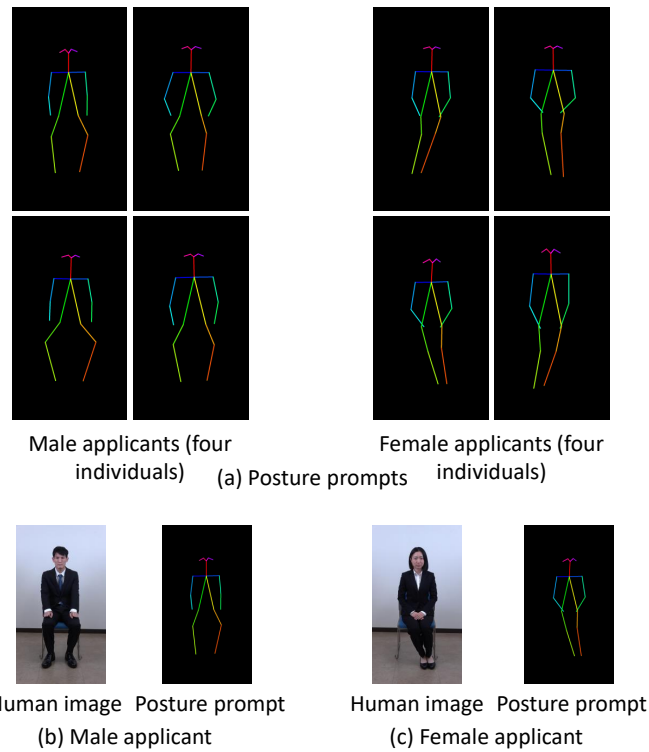 Male applicants (four
individuals)
Female applicants (four
individuals)
(a) Posture prompts
Human image
Posture prompt
Human image
Posture prompt
(b) Male applicant
(c) Female applicant